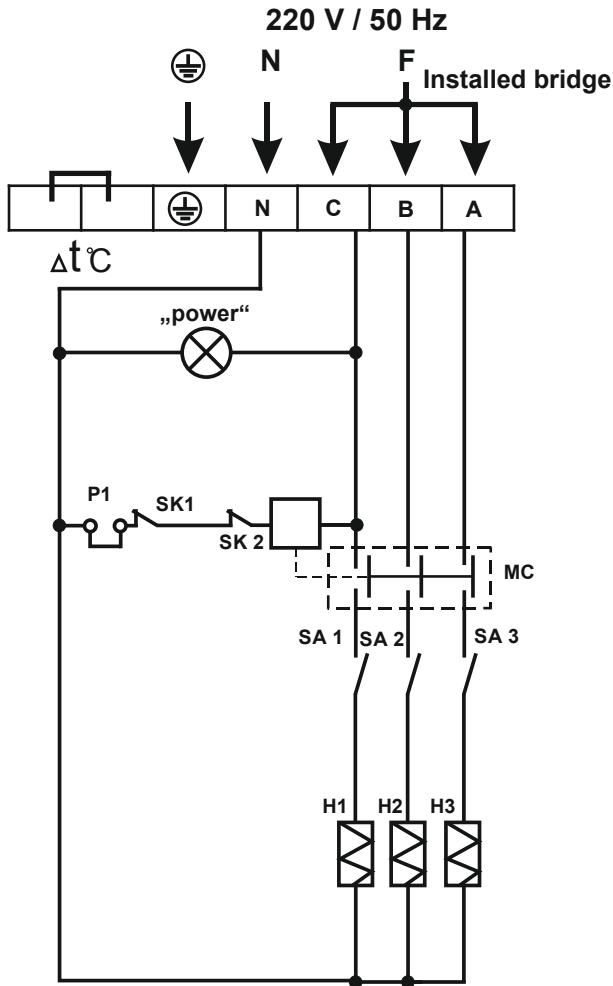 220 V / 50 Hz
N F
Installed bridge
N C B A
Δt℃
„power“
P1
SK1
SK 2
MC
SA 1 SA 2 SA 3
H1 H2 H3